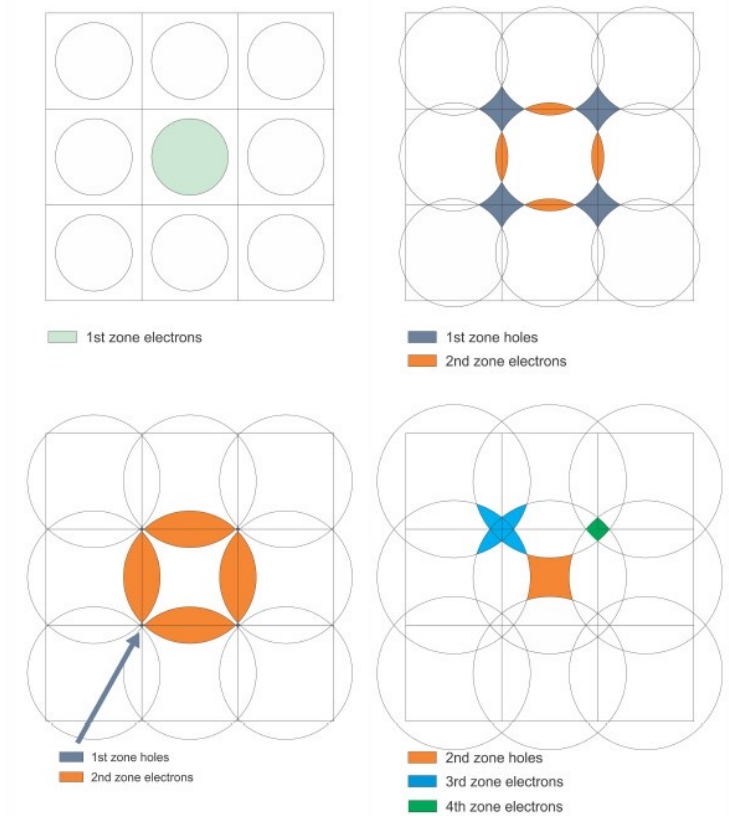 1st zone electrons
1st zone holes
2nd zone electrons
1st zone holes
2nd zone electrons
2nd zone holes
3rd zone electrons
4th zone electrons